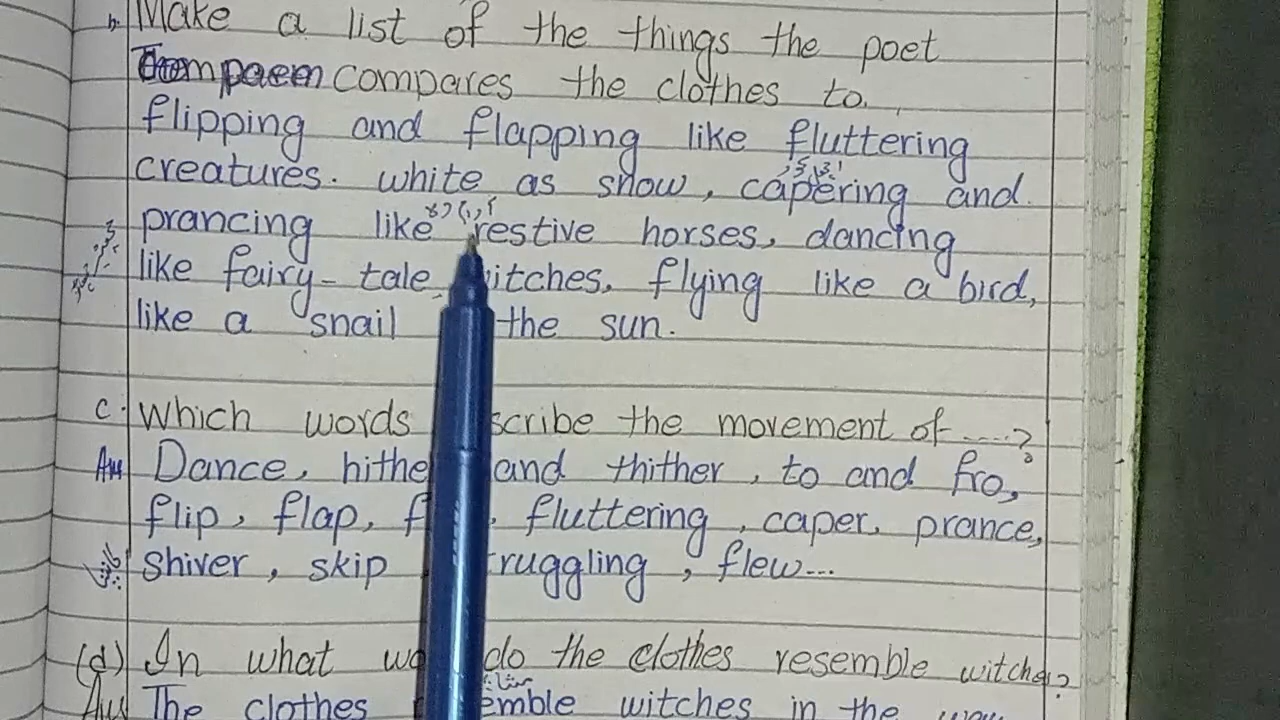 b. Make a list of the things the poet
compares the clothes to.
flipping and flapping like fluttering
creatures. white as snow, capering and
prancing like restive horses, dancing
like fairy-tale witches, flying like a bird,
like a snail the sun.
c. Which words scribe the movement of ....?
Ans Dance, hithe and thither, to and fro,
flip, flap, f , fluttering, caper, prance,
shiver, skip ruggling, flew...
(d) In what wa do the clothes resemble witches?
Ans The clothes emble witches in the way